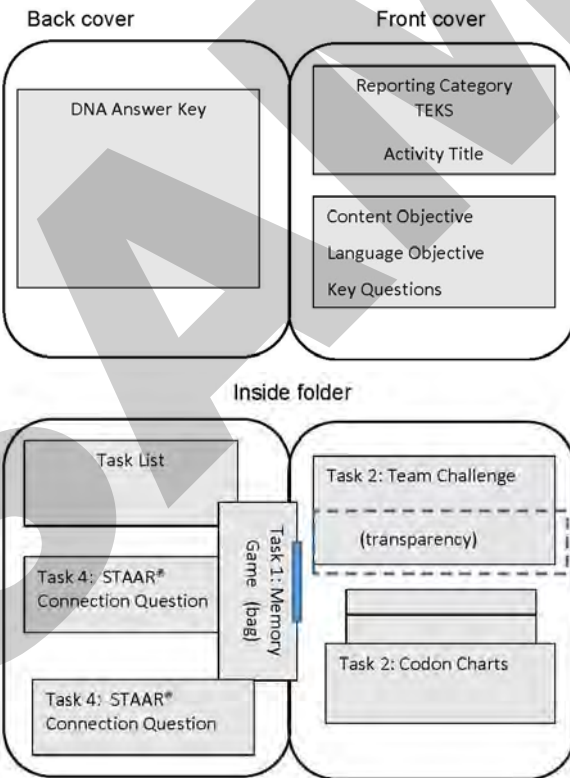 Back cover
Front cover
DNA Answer Key
Reporting Category
TEKS
Activity Title
Content Objective
Language Objective
Key Questions
Inside folder
Task List
Task 4: STAAR®
Connection Question
Task 4: STAAR®
Connection Question
Task 1: Memory
Game (bag)
Task 2: Team Challenge
(transparency)
Task 2: Codon Charts